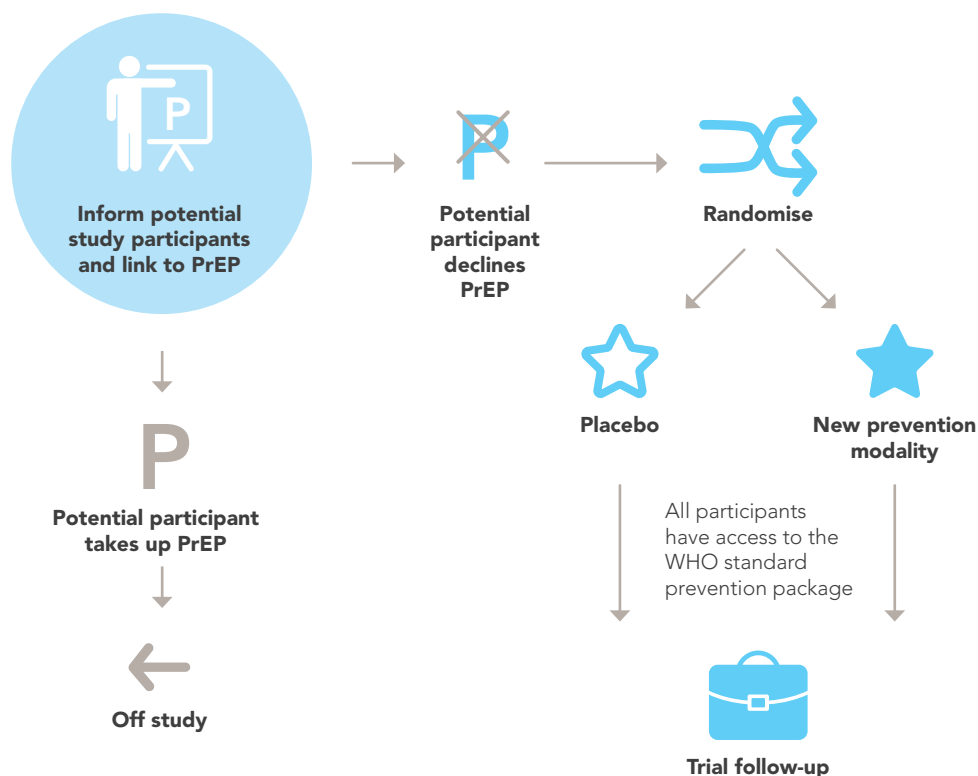 P
Inform potential
study participants
and link to PrEP
P
Potential
participant
declines
PrEP
Randomise
Placebo
New prevention
modality
P
Potential participant
takes up PrEP
All participants
have access to the
WHO standard
prevention package
Off study
Trial follow-up